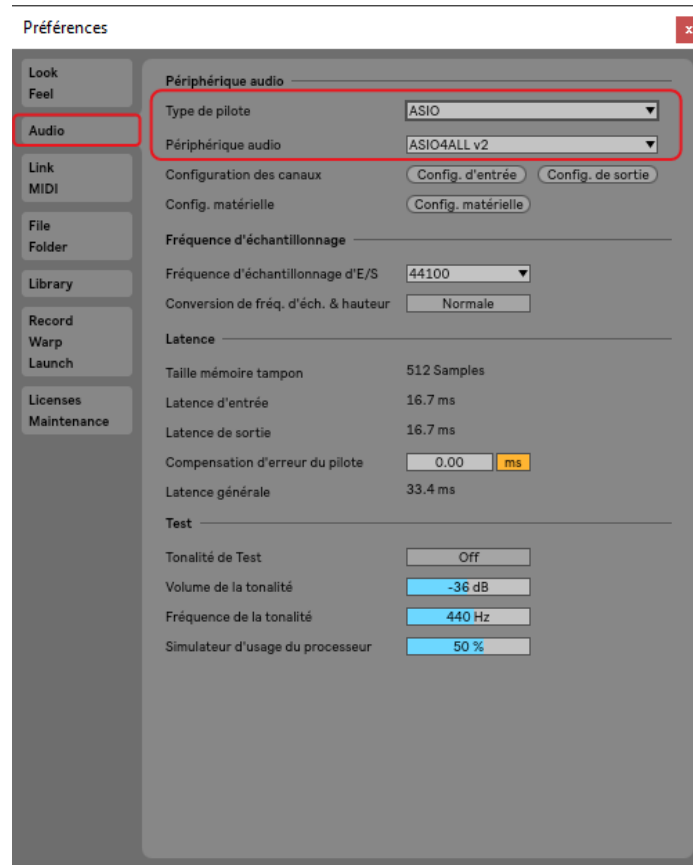 Préférences
x
Look
Feel
Audio
Link
MIDI
File
Folder
Library
Record
Warp
Launch
Licenses
Maintenance
Périphérique audio
Type de pilote ASIO
Périphérique audio ASIO4ALL v2
Configuration des canaux Config. d'entrée Config. de sortie
Config. matérielle Config. matérielle
Fréquence d'échantillonnage
Fréquence d'échantillonnage d'E/S 44100
Conversion de fréq. d'éch. & hauteur Normale
Latence
Taille mémoire tampon 512 Samples
Latence d'entrée 16.7 ms
Latence de sortie 16.7 ms
Compensation d'erreur du pilote 0.00 ms
Latence générale 33.4 ms
Test
Tonalité de Test Off
Volume de la tonalité -36 dB
Fréquence de la tonalité 440 Hz
Simulateur d'usage du processeur 50 %